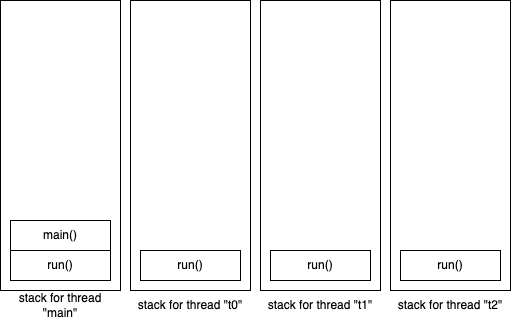 main()
run()
run()
run()
run()
stack for thread
"main"
stack for thread "t0"
stack for thread "t1"
stack for thread "t2"